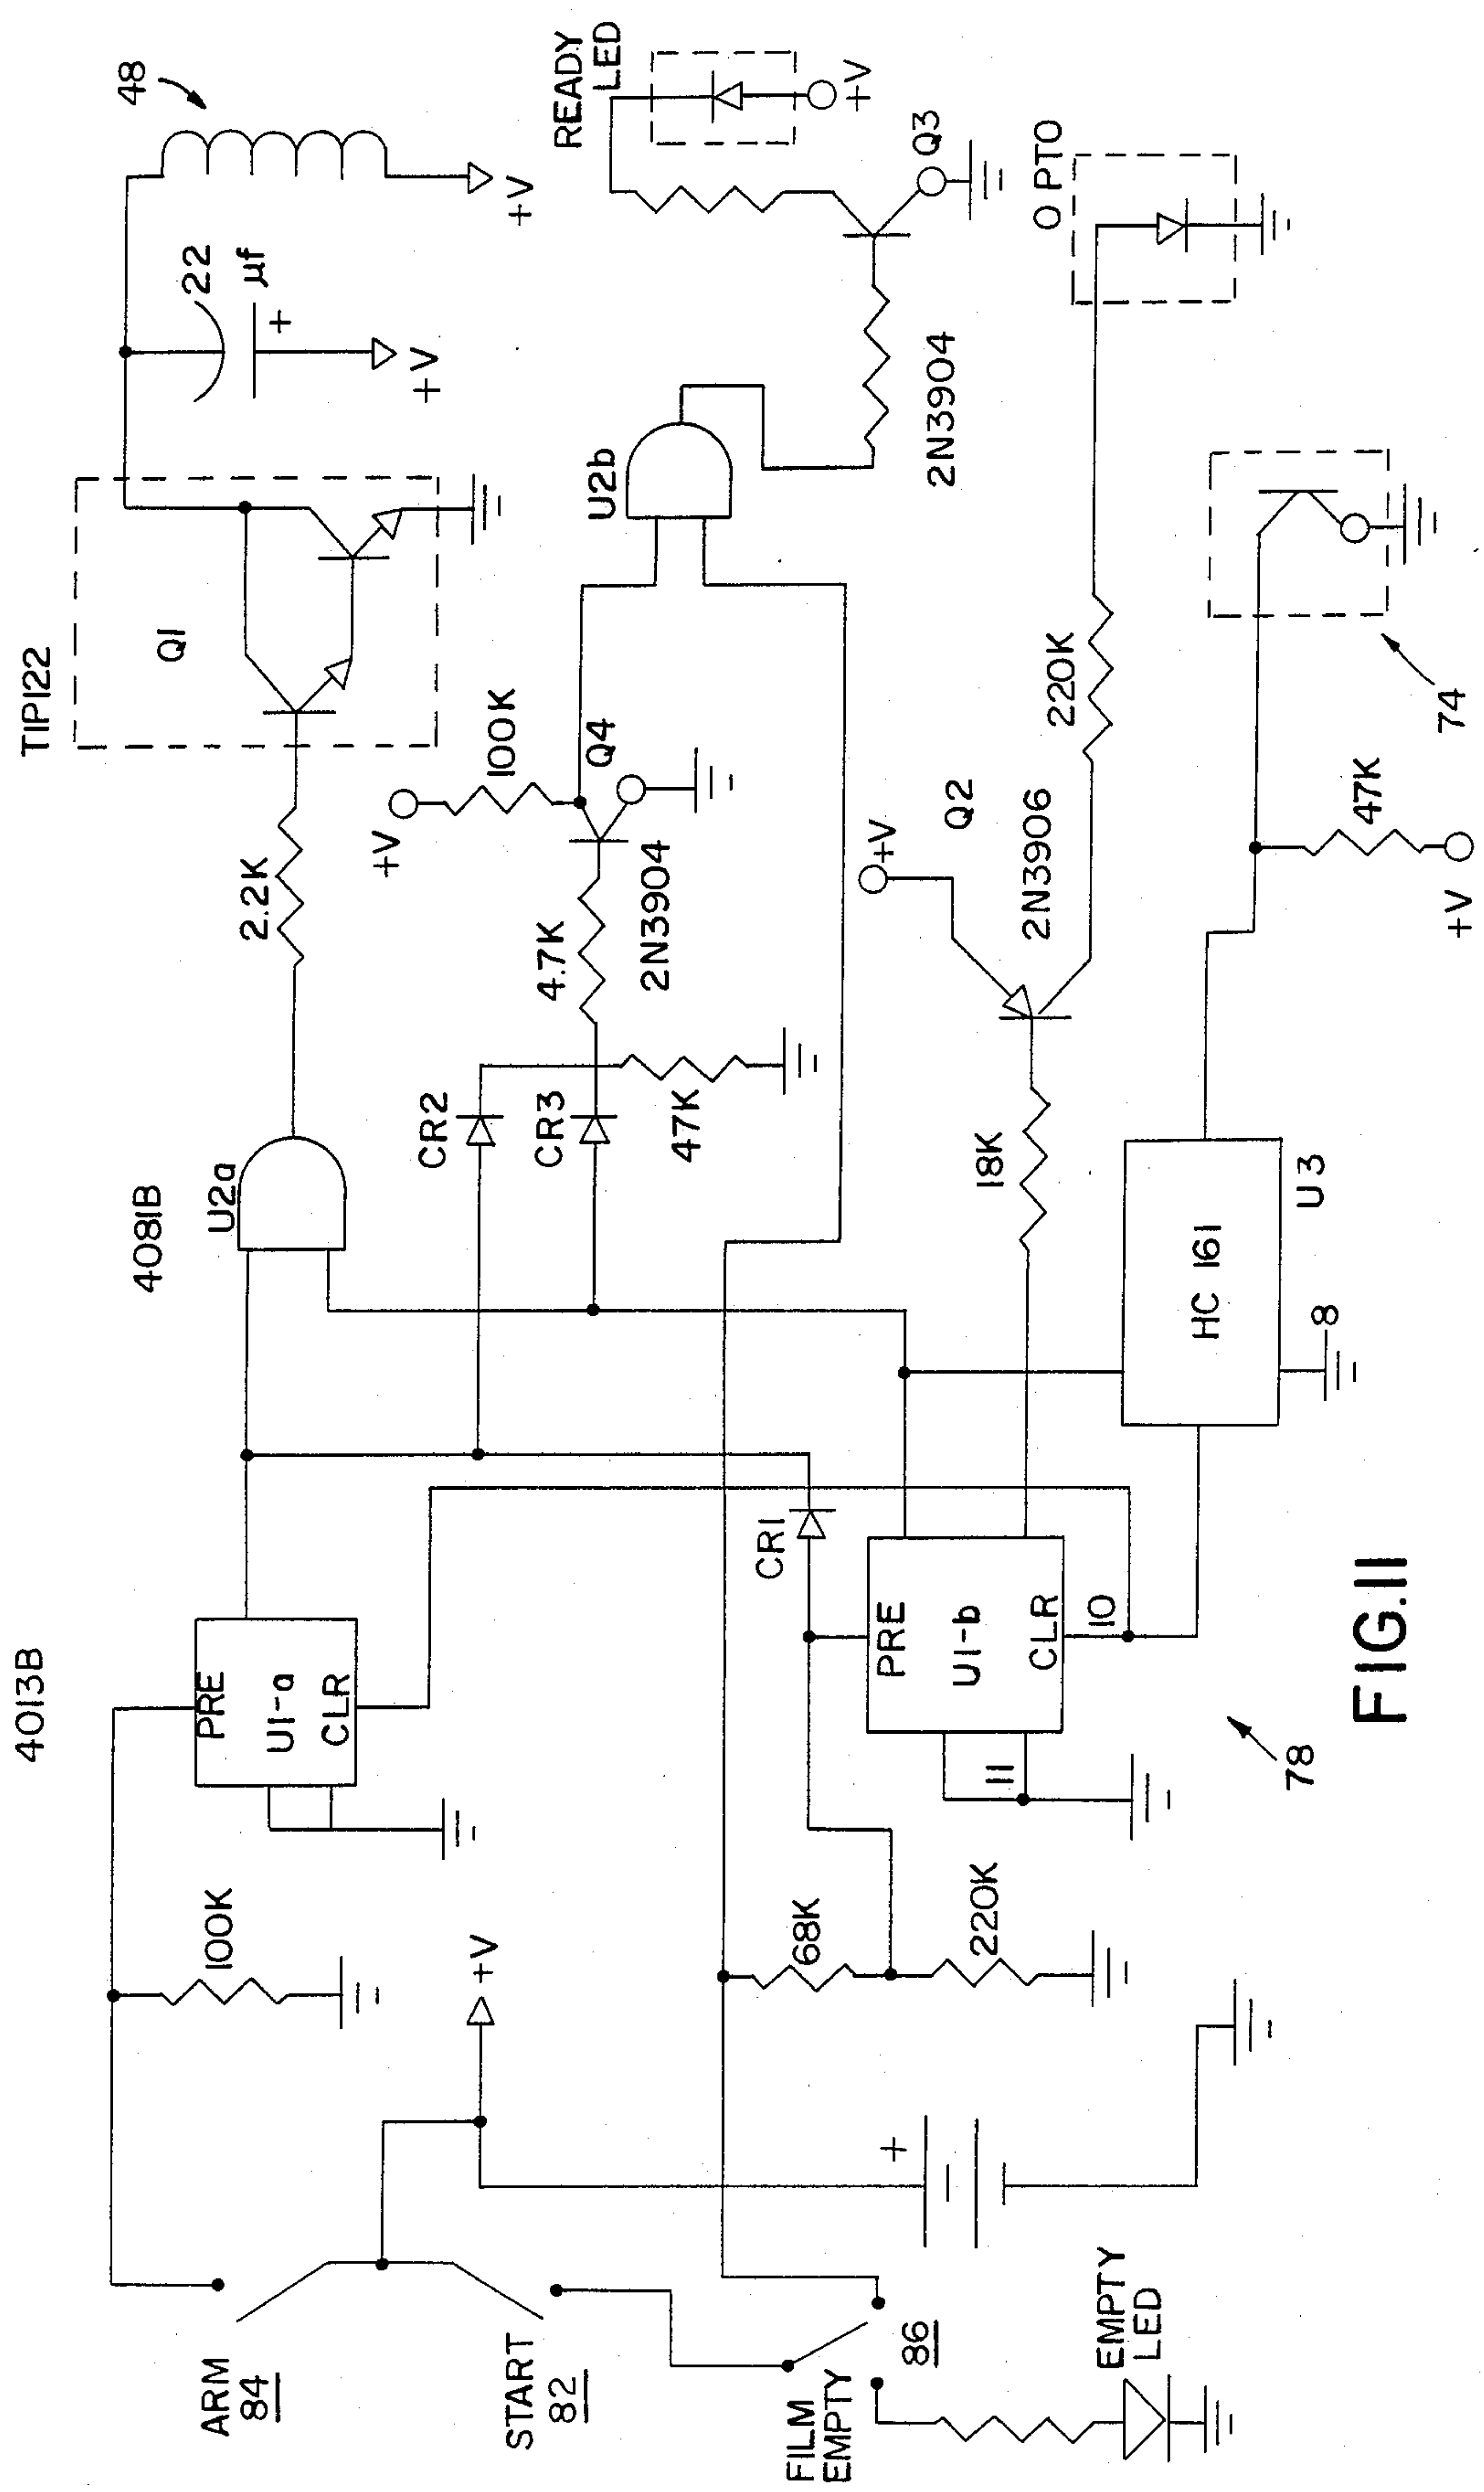 4013B
4081B
TIP122
48
ARM
84
100K
PRE
U1-a
CLR
U2a
2.2K
Q1
22
µf
+
+V
+V
START
82
+V
CR2
CR3
47K
4.7K
2N3904
+V
100K
Q4
U2b
READY
LED
+V
Q3
2N3904
FILM
EMPTY
86
+
68K
220K
CR1
PRE
U1-b
CLR
10
11
18K
+V
Q2
2N3906
220K
O PTO
EMPTY
LED
78
HC 161
U3
8
47K
+V
74
FIG.11